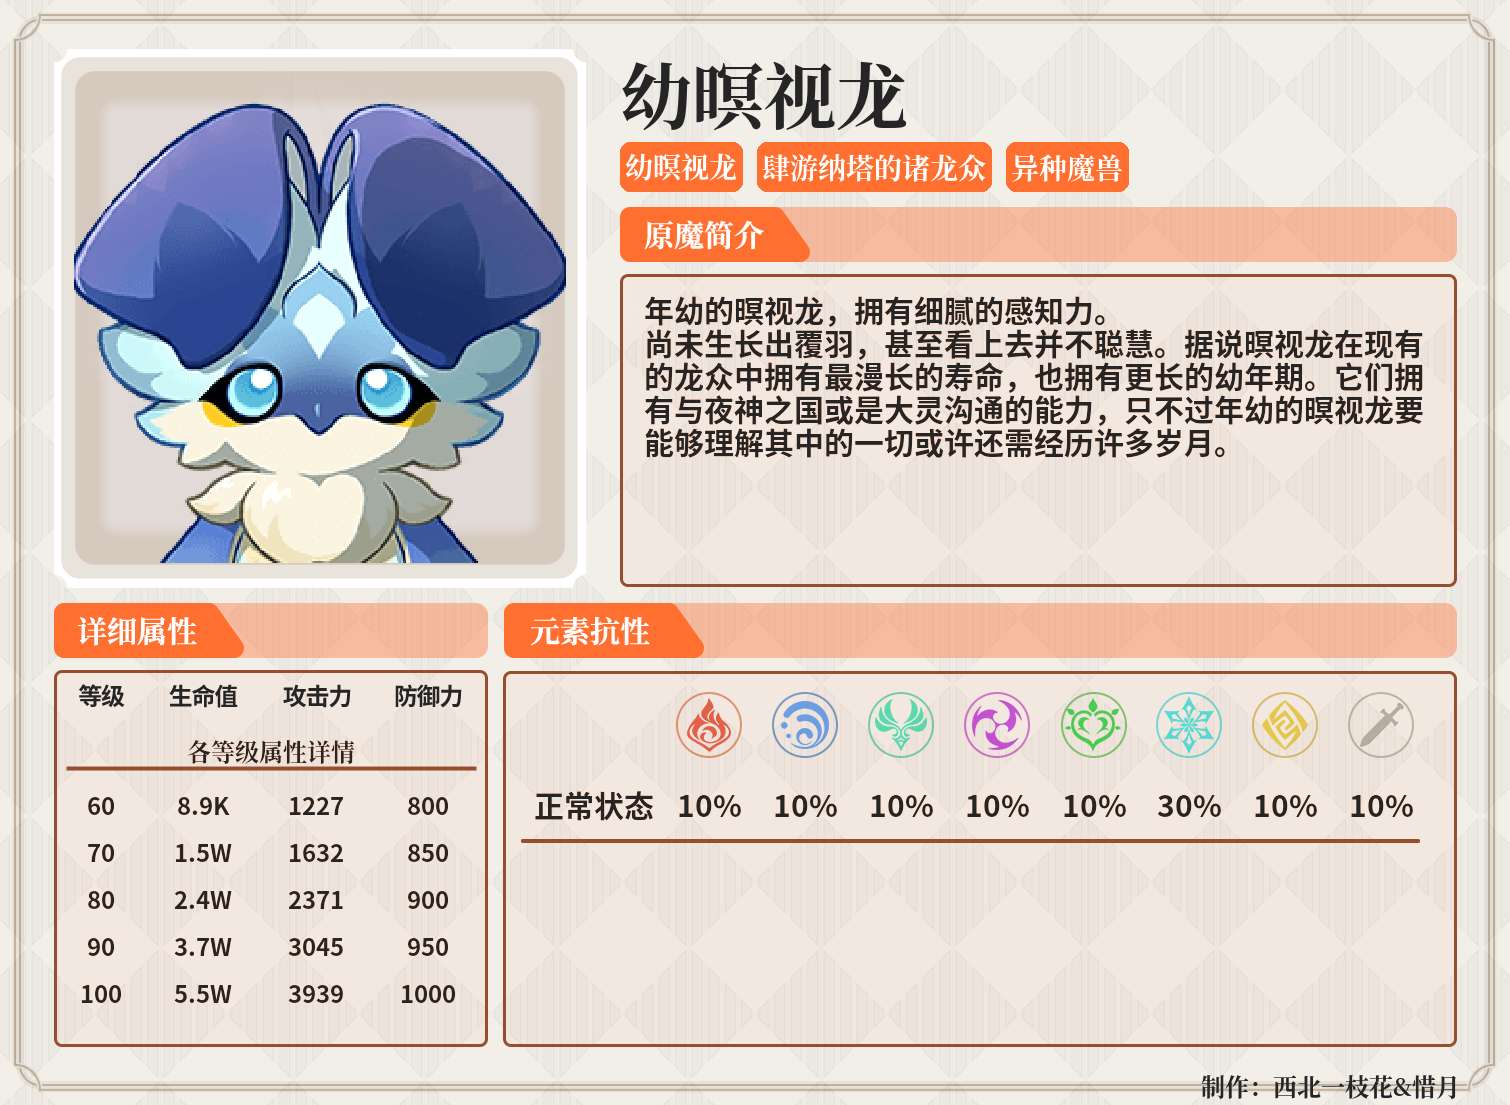 幼暝视龙
幼暝视龙 肆游纳塔的诸龙众 异种魔兽
原魔简介
年幼的暝视龙，拥有细腻的感知力。
尚未生长出覆羽，甚至看上去并不聪慧。据说暝视龙在现有
的龙众中拥有最漫长的寿命，也拥有更长的幼年期。它们拥
有与夜神之国或是大灵沟通的能力，只不过年幼的暝视龙要
能够理解其中的一切或许还需经历许多岁月。
详细属性
等级 生命值 攻击力 防御力
各等级属性详情
60 8.9K 1227 800
70 1.5W 1632 850
80 2.4W 2371 900
90 3.7W 3045 950
100 5.5W 3939 1000
元素抗性
正常状态 10% 10% 10% 10% 10% 30% 10% 10%
制作：西北一枝花&惜月